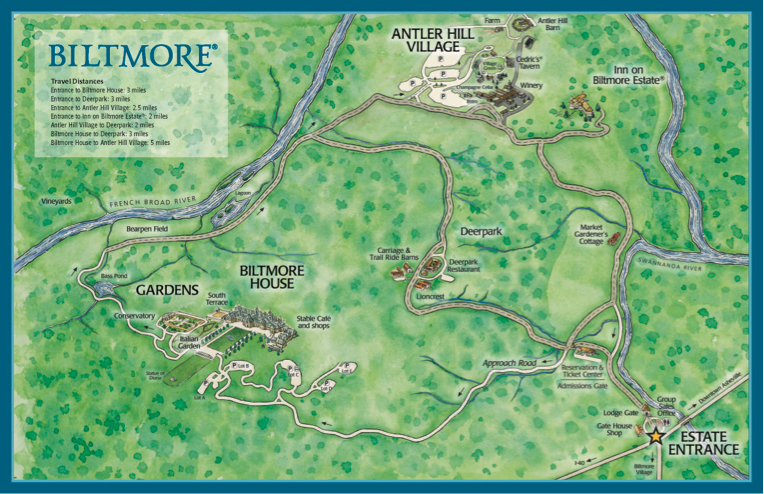 BILTMORE®
Travel Distances
Entrance to Biltmore House: 3 miles
Entrance to Deerpark: 3 miles
Entrance to Antler Hill Village: 2.5 miles
Entrance to Inn on Biltmore Estate®: 2 miles
Antler Hill Village to Deerpark: 2 miles
Biltmore House to Deerpark: 3 miles
Biltmore House to Antler Hill Village: 5 miles
ANTLER HILL
VILLAGE
Farm
Antler Hill
Barn
Cedric's®
Tavern
Champagne Cellar
Winery
P
P
P
P
Inn on
Biltmore Estate®
Vineyards
FRENCH BROAD RIVER
Lagoon
Bearpen Field
Bass Pond
GARDENS
BILTMORE
HOUSE
South
Terrace
Conservatory
Italian
Garden
Stable Café
and shops
Statue of
Diana
Lot A
P Lot B
P
Lot C
P
P
Carriage &
Trail Ride Barns
Deerpark
Deerpark
Restaurant
Lioncrest
Market
Gardener's
Cottage
SWANNANOA RIVER
Approach Road
Reservation &
Ticket Center
Admissions Gate
Lodge Gate
Group
Sales
Office
Gate House
Shop
ESTATE
ENTRANCE
Downtown Asheville
I-40
Biltmore
Village